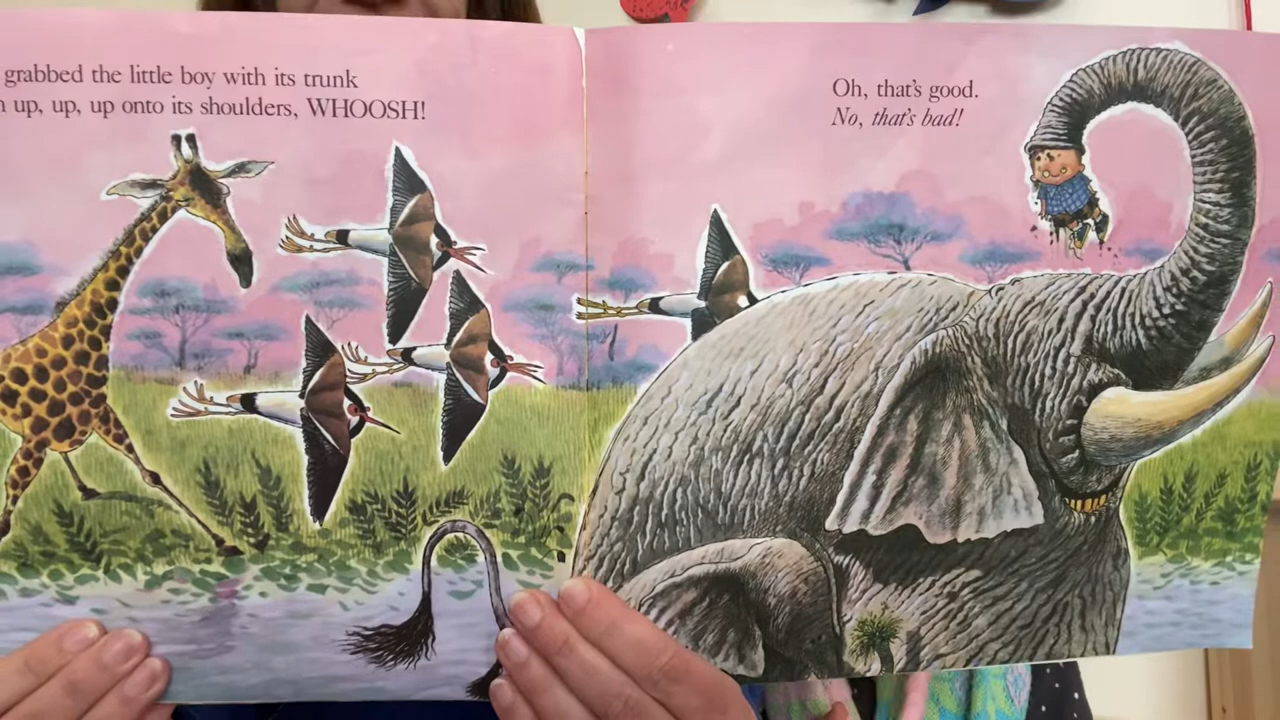 grabbed the little boy with its trunk
up, up, up onto its shoulders, WHOOSH!
Oh, that's good.
No, that's bad!